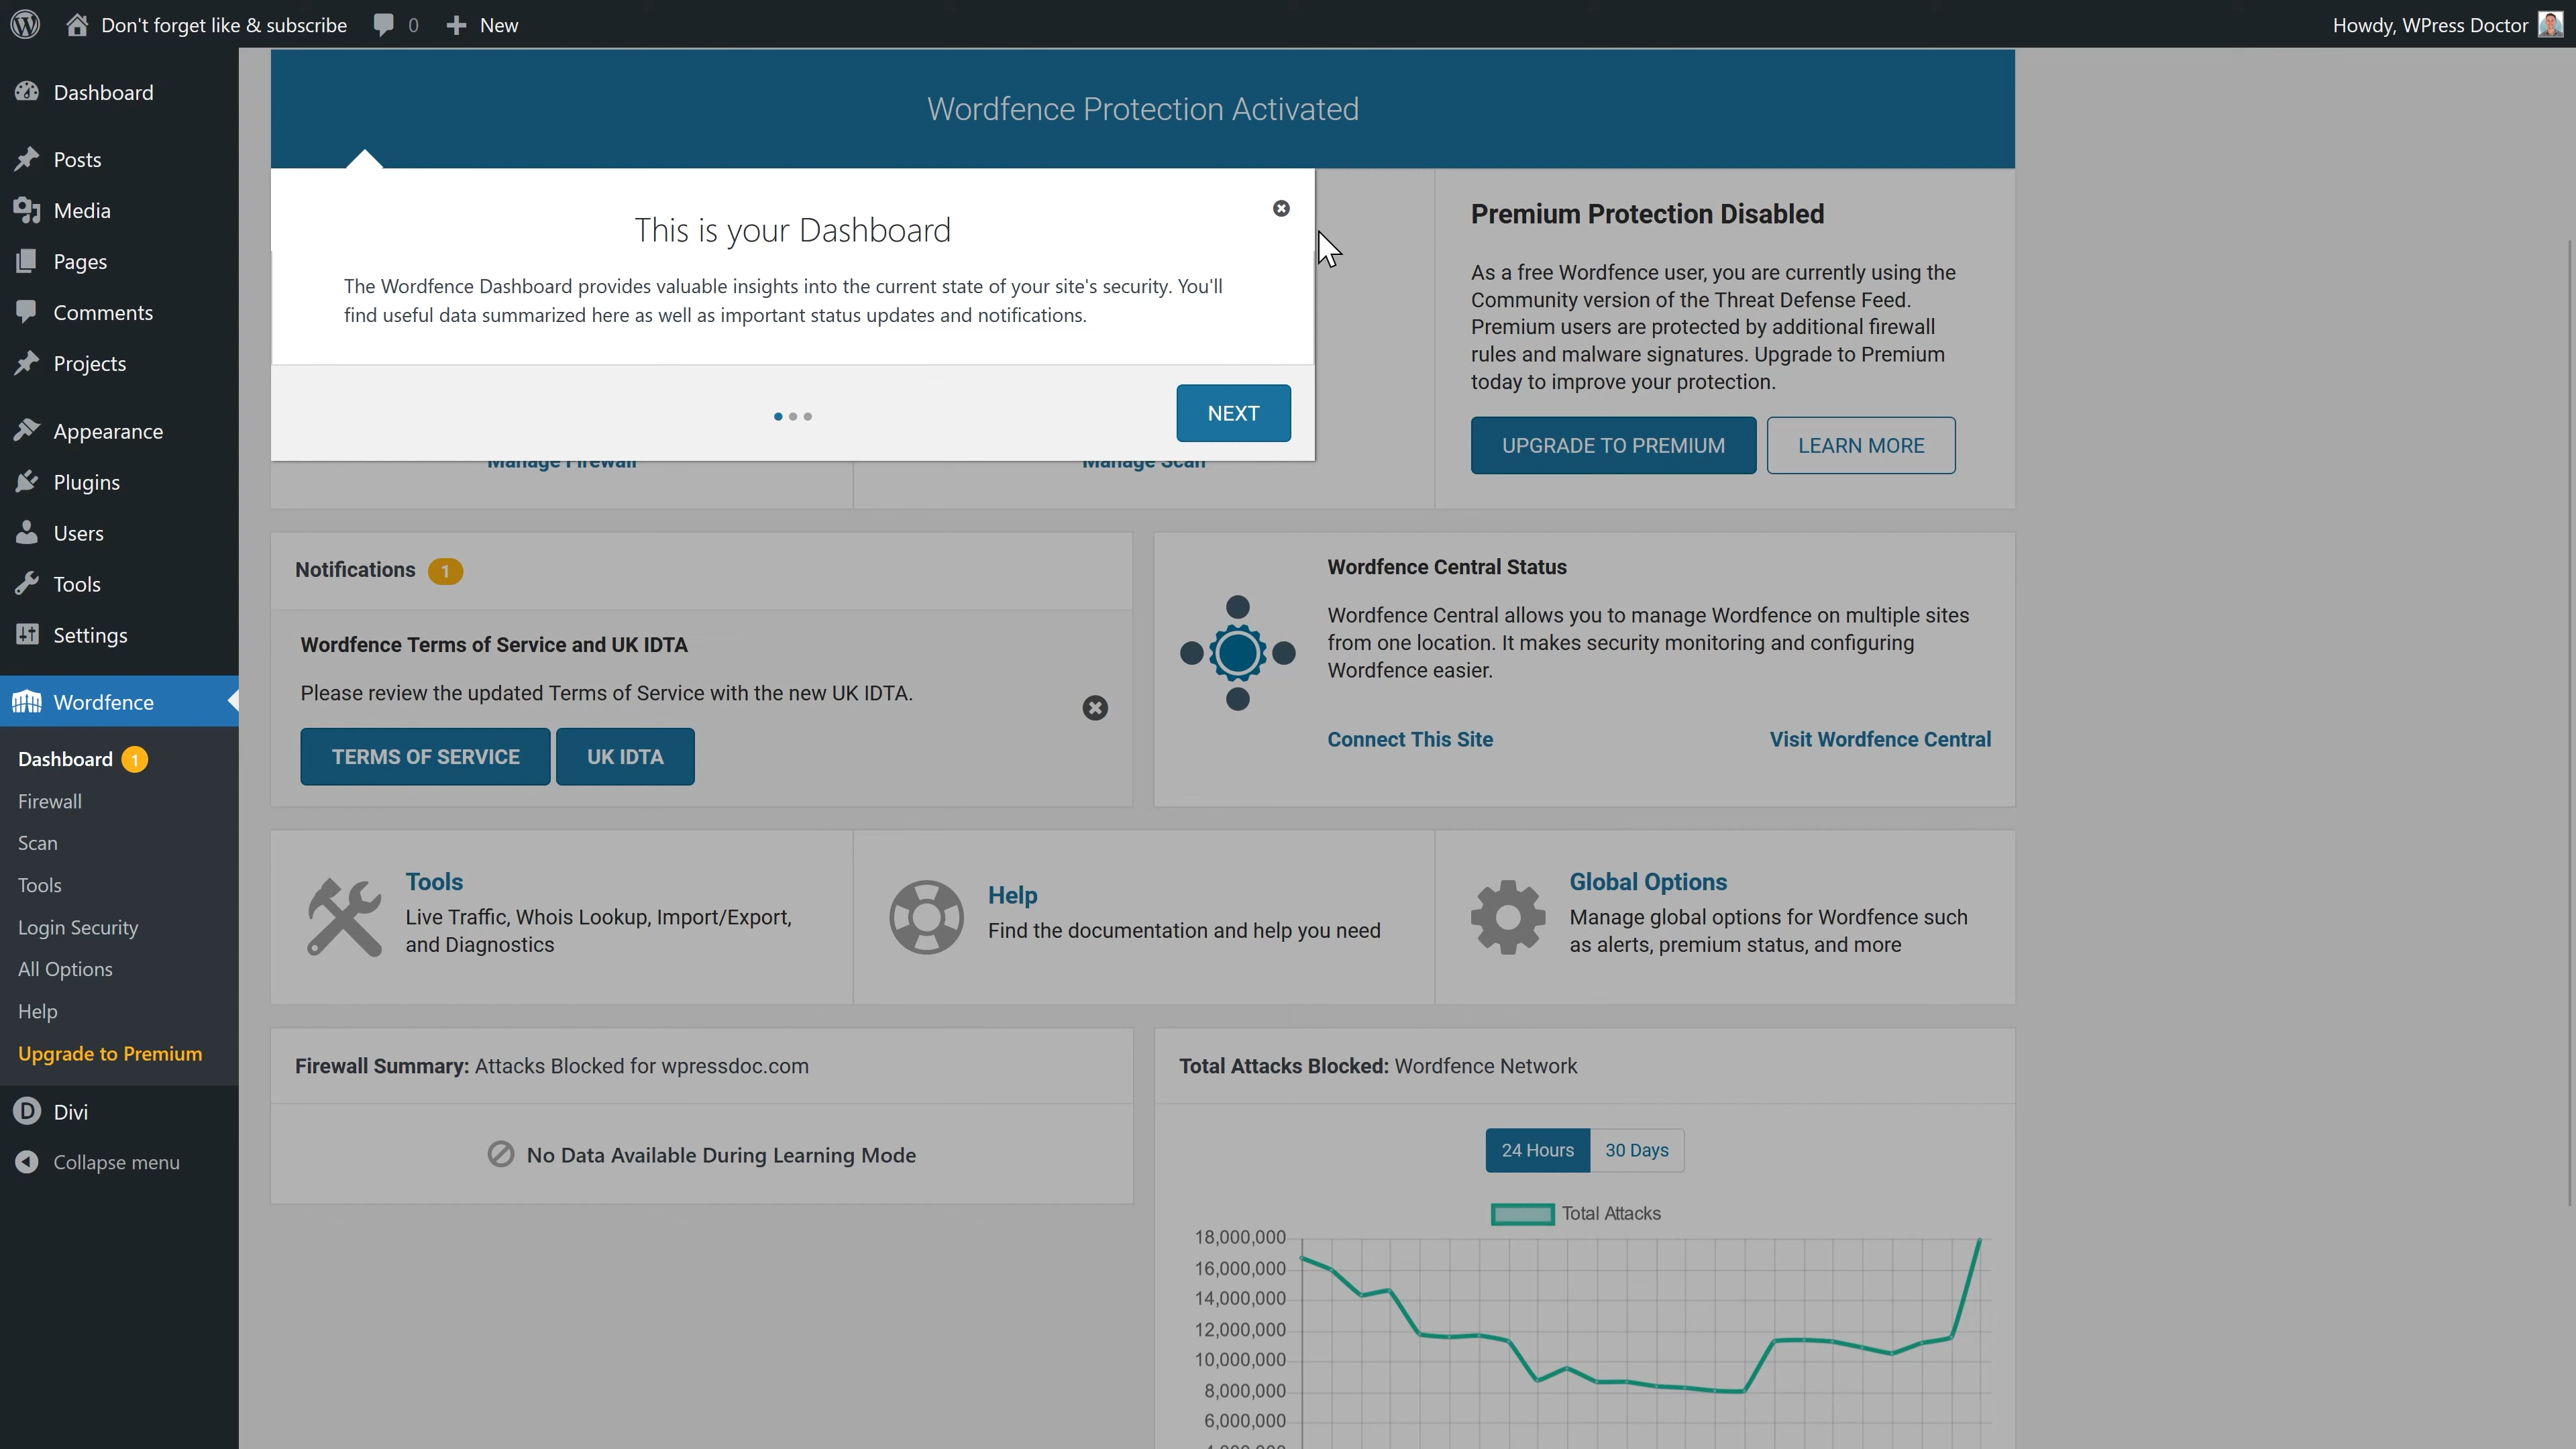 Don't forget like & subscribe
0
New
Howdy, WPress Doctor
Dashboard
Posts
Media
Pages
Comments
Projects
Appearance
Plugins
Users
Tools
Settings
Wordfence
Dashboard 1
Firewall
Scan
Tools
Login Security
All Options
Help
Upgrade to Premium
D Divi
Collapse menu
Wordfence Protection Activated
This is your Dashboard
The Wordfence Dashboard provides valuable insights into the current state of your site's security. You'll
find useful data summarized here as well as important status updates and notifications.
NEXT
Manage Firewall
Manage Scan
Premium Protection Disabled
As a free Wordfence user, you are currently using the
Community version of the Threat Defense Feed.
Premium users are protected by additional firewall
rules and malware signatures. Upgrade to Premium
today to improve your protection.
UPGRADE TO PREMIUM
LEARN MORE
Notifications 1
Wordfence Terms of Service and UK IDTA
Please review the updated Terms of Service with the new UK IDTA.
TERMS OF SERVICE
UK IDTA
Wordfence Central Status
Wordfence Central allows you to manage Wordfence on multiple sites
from one location. It makes security monitoring and configuring
Wordfence easier.
Connect This Site
Visit Wordfence Central
Tools
Live Traffic, Whois Lookup, Import/Export,
and Diagnostics
Help
Find the documentation and help you need
Global Options
Manage global options for Wordfence such
as alerts, premium status, and more
Firewall Summary: Attacks Blocked for wpressdoc.com
No Data Available During Learning Mode
Total Attacks Blocked: Wordfence Network
24 Hours
30 Days
Total Attacks
18,000,000
16,000,000
14,000,000
12,000,000
10,000,000
8,000,000
6,000,000